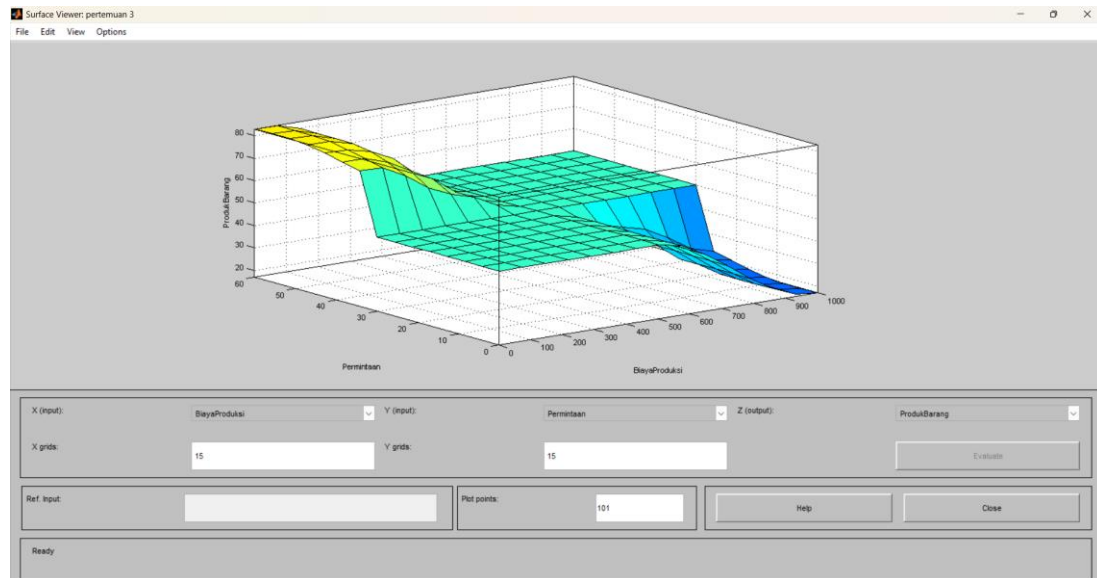 Surface Viewer: pertemuan 3
File Edit View Options
80
70
60
50
40
30
20
ProdukBarang
60
50
40
30
20
10
0
Permintaan
0
100
200
300
400
500
600
700
800
900
1000
BiayaProduksi
X (input): BiayaProduksi Y (input): Permintaan Z (output): ProdukBarang
X grids: 15 Y grids: 15 Evaluate
Ref. Input: Plot points: 101 Help Close
Ready